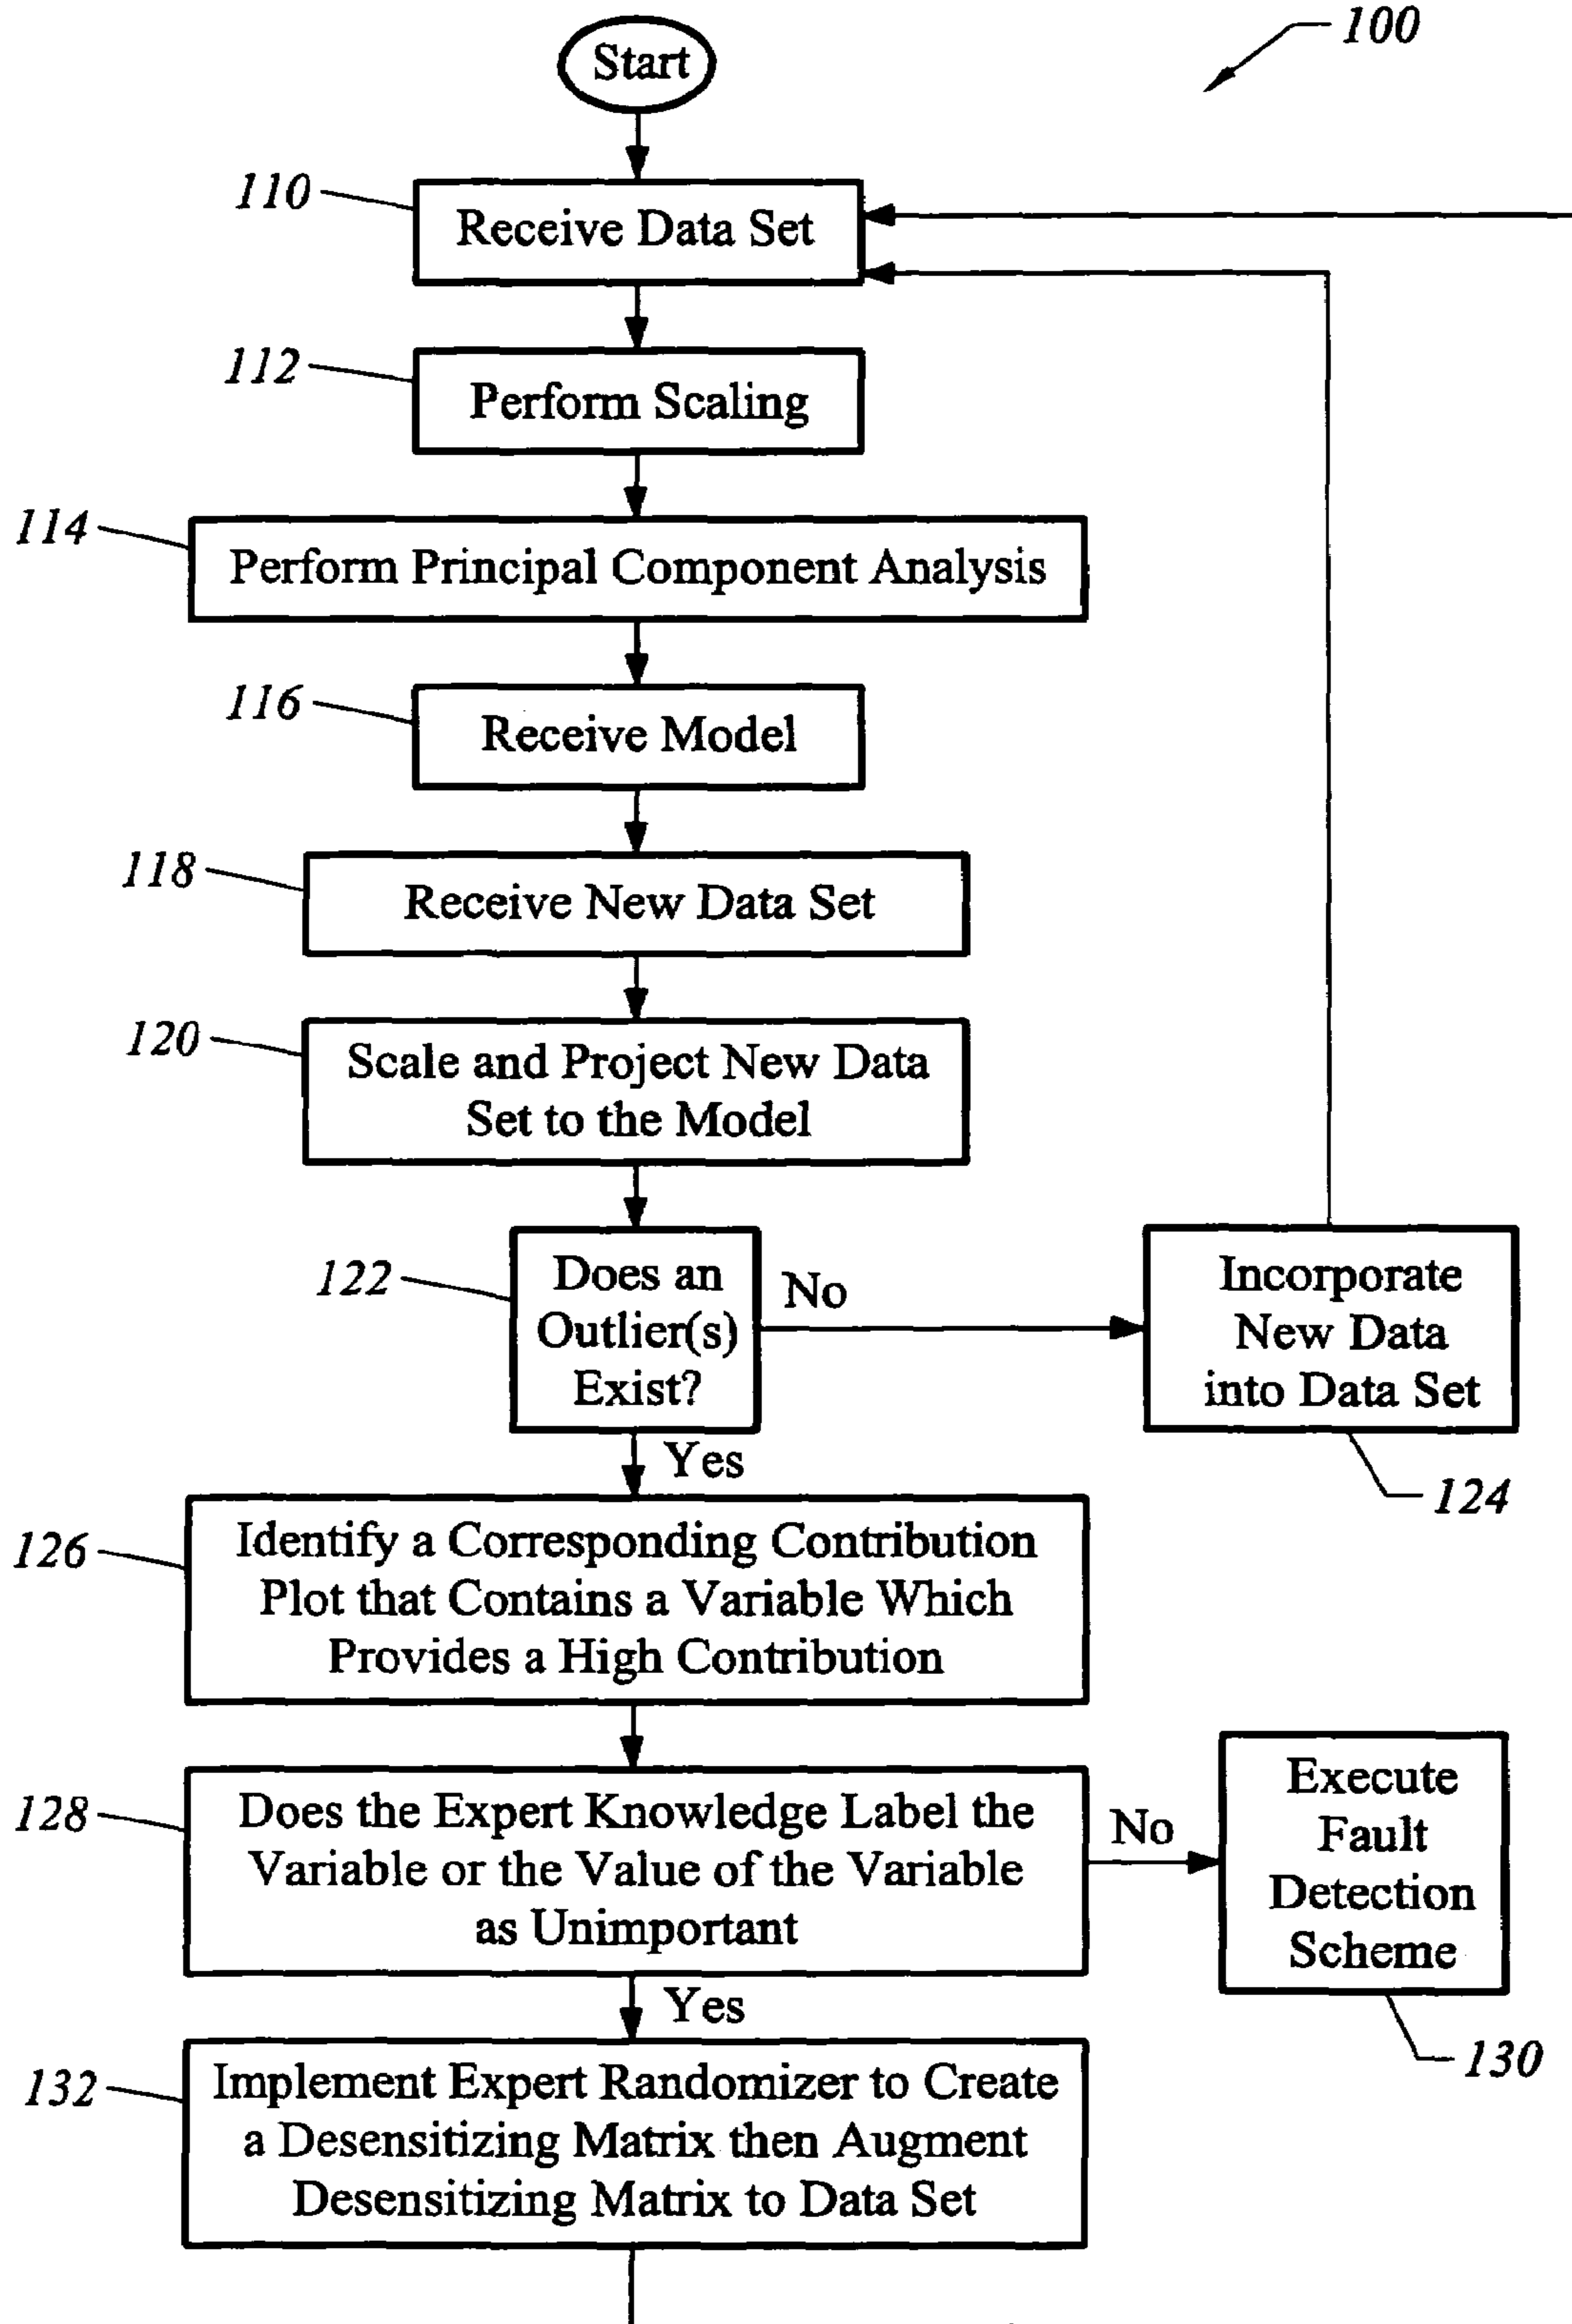 100
Start
110
Receive Data Set
112
Perform Scaling
114
Perform Principal Component Analysis
116
Receive Model
118
Receive New Data Set
120
Scale and Project New Data
Set to the Model
122
Does an
Outlier(s)
Exist?
No
Incorporate
New Data
into Data Set
124
Yes
126
Identify a Corresponding Contribution
Plot that Contains a Variable Which
Provides a High Contribution
128
Does the Expert Knowledge Label the
Variable or the Value of the Variable
as Unimportant
No
Execute
Fault
Detection
Scheme
130
Yes
132
Implement Expert Randomizer to Create
a Desensitizing Matrix then Augment
Desensitizing Matrix to Data Set